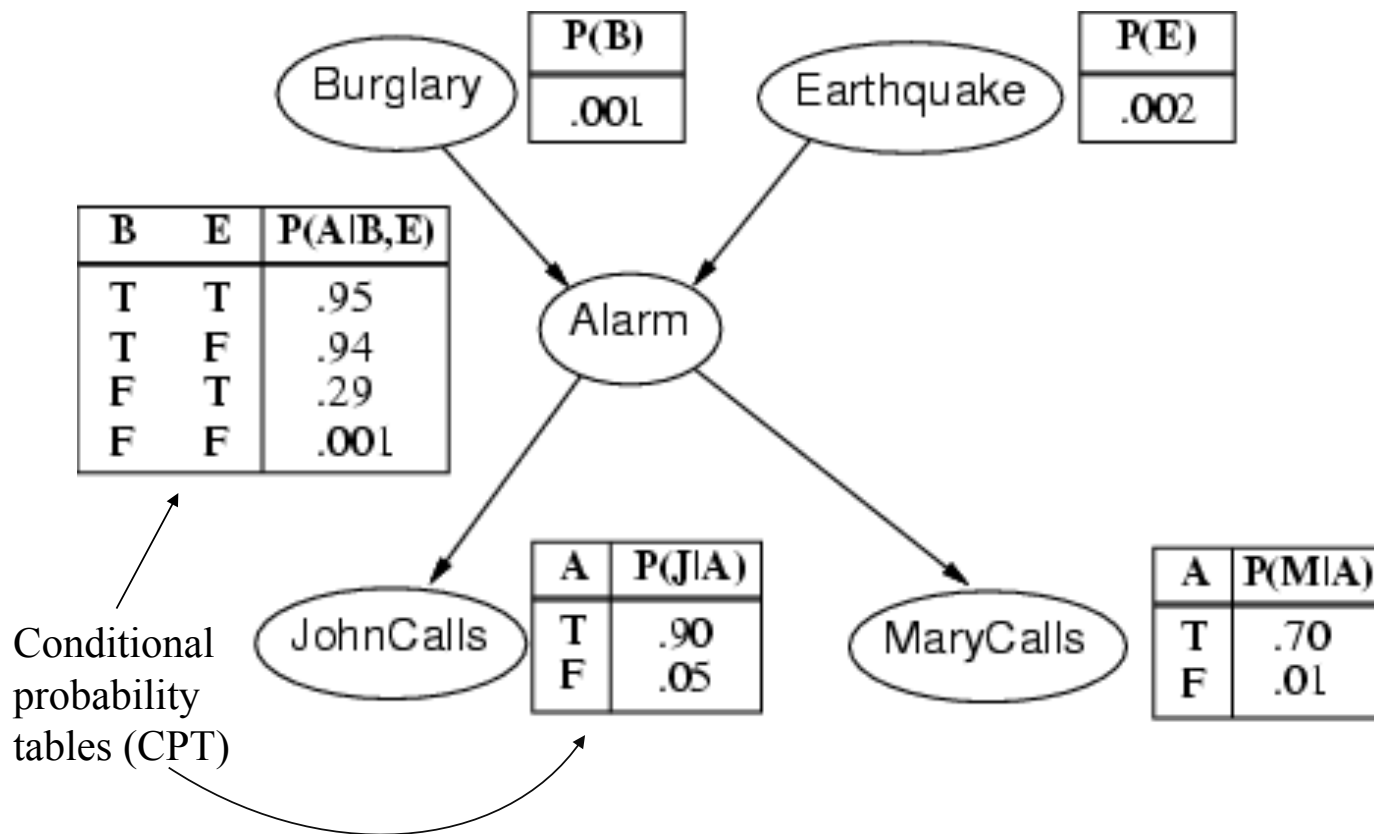 Burglary
P(B)
.001
Earthquake
P(E)
.002
B E P(A|B,E)
T T .95
T F .94
F T .29
F F .001
Alarm
JohnCalls
A P(J|A)
T .90
F .05
MaryCalls
A P(M|A)
T .70
F .01
Conditional
probability
tables (CPT)